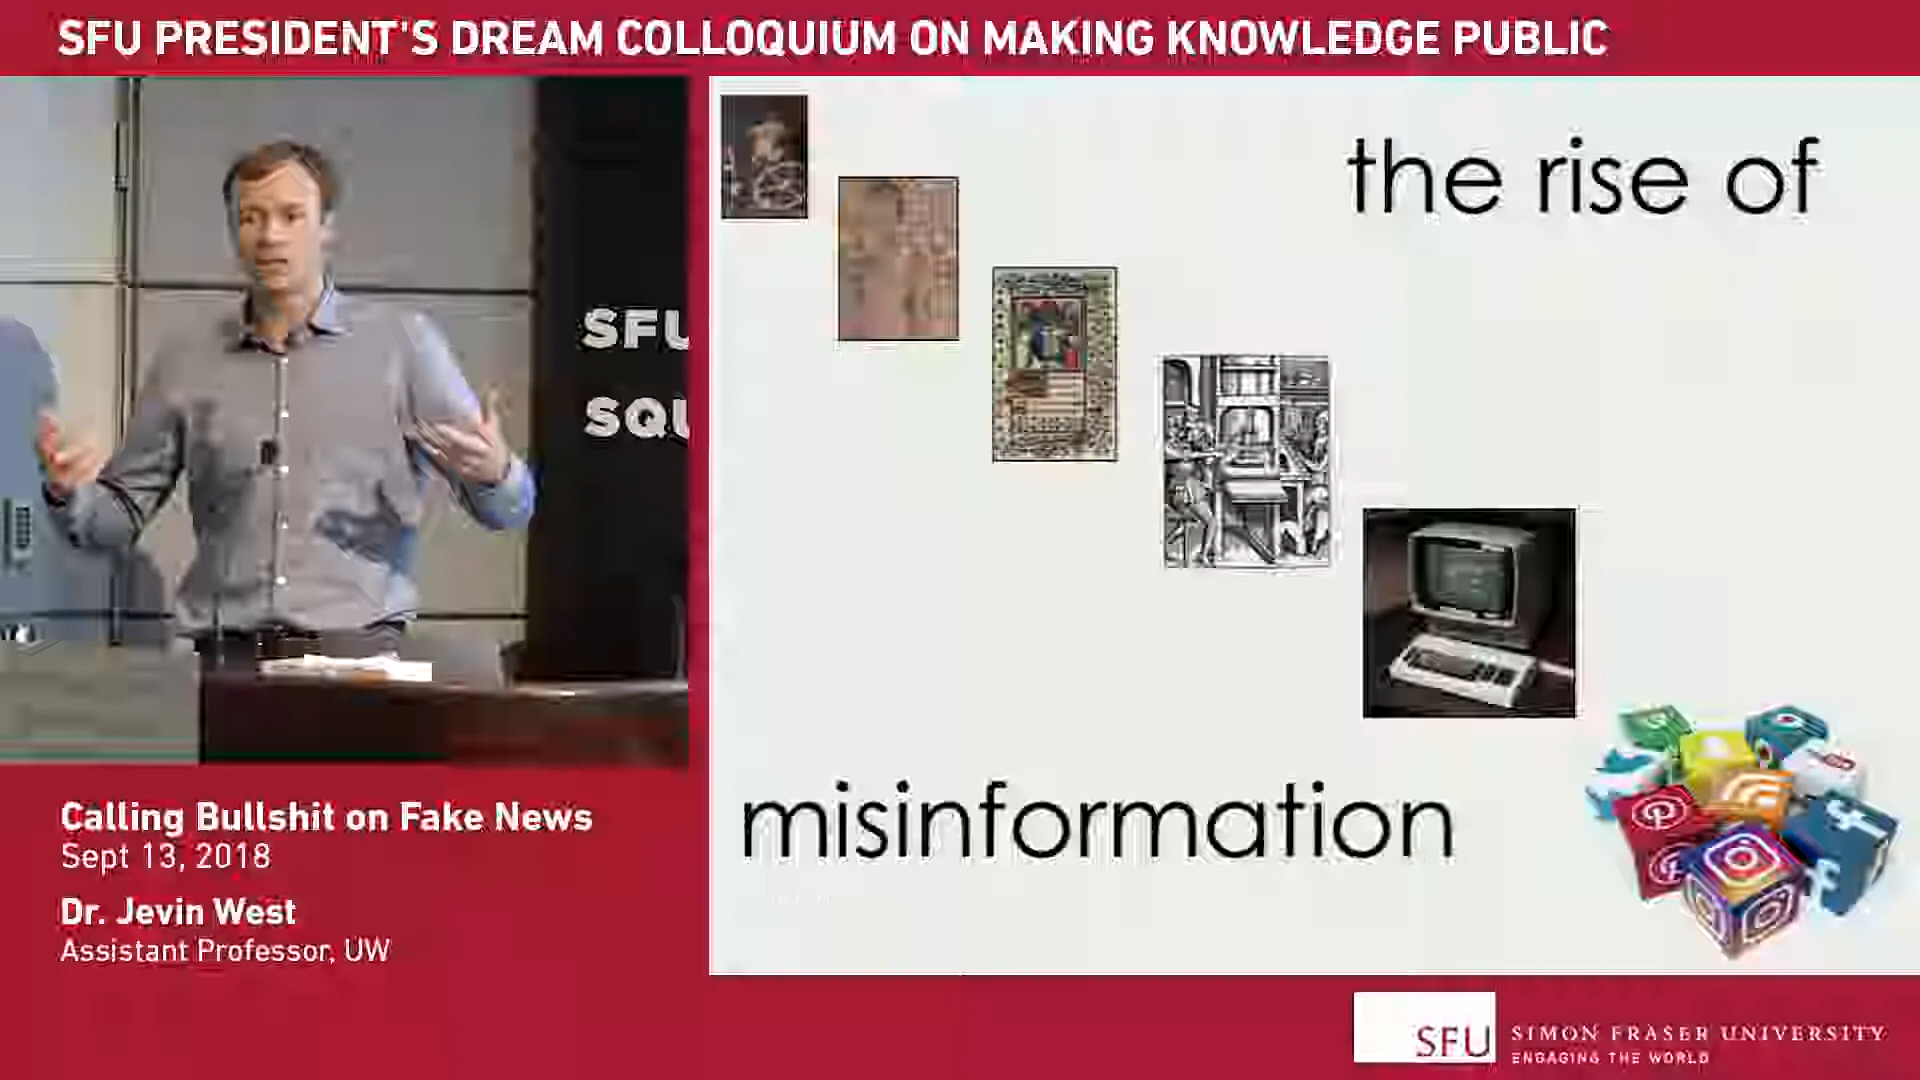 SFU PRESIDENT'S DREAM COLLOQUIUM ON MAKING KNOWLEDGE PUBLIC
SFU
SQU
the rise of
misinformation
Calling Bullshit on Fake News
Sept 13, 2018
Dr. Jevin West
Assistant Professor, UW
SFU
SIMON FRASER UNIVERSITY
ENGAGING THE WORLD